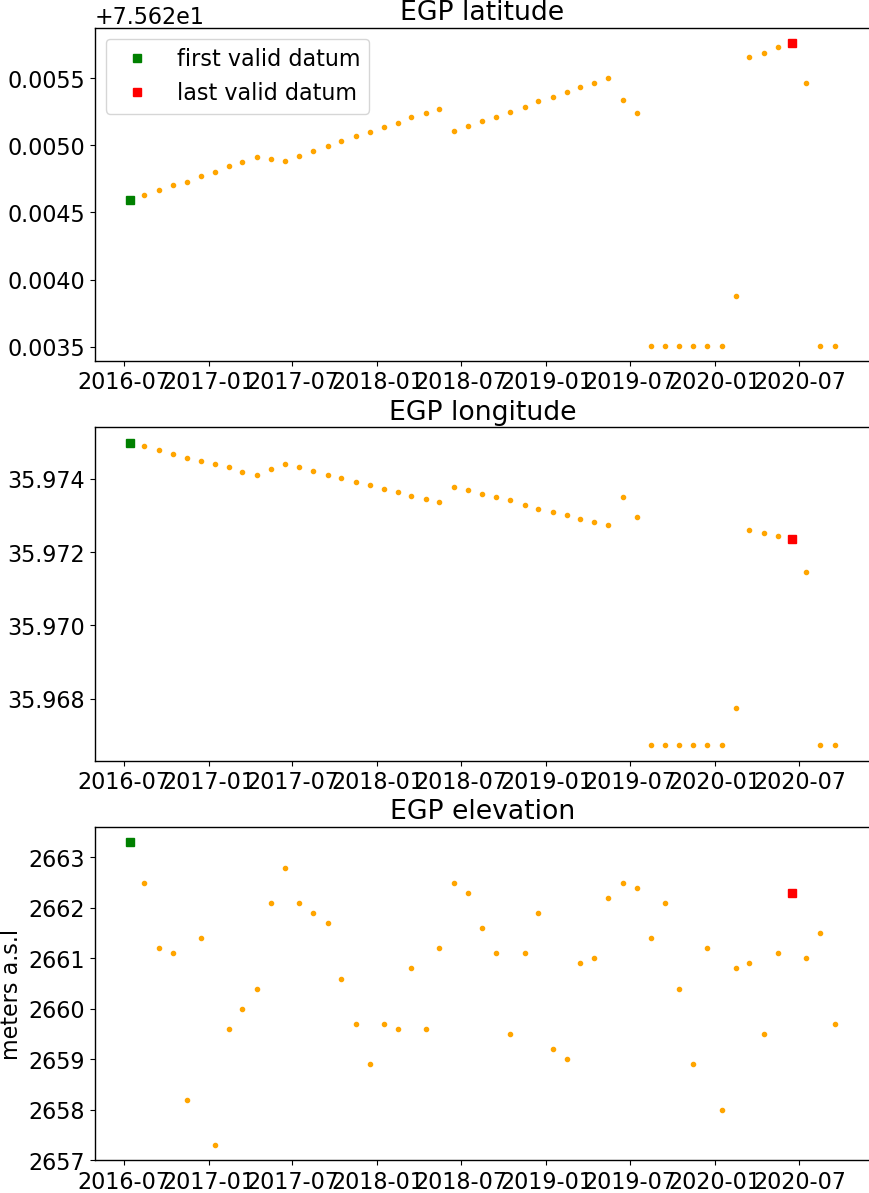 EGP latitude
+7.562e1
first valid datum
last valid datum
0.0055
0.0050
0.0045
0.0040
0.0035
2016-07 2017-01 2017-07 2018-01 2018-07 2019-01 2019-07 2020-01 2020-07
EGP longitude
35.974
35.972
35.970
35.968
2016-07 2017-01 2017-07 2018-01 2018-07 2019-01 2019-07 2020-01 2020-07
EGP elevation
meters a.s.l
2663
2662
2661
2660
2659
2658
2657
2016-07 2017-01 2017-07 2018-01 2018-07 2019-01 2019-07 2020-01 2020-07